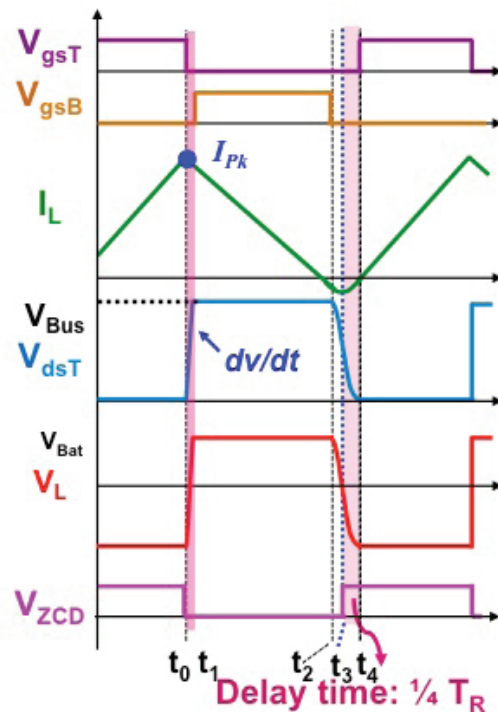 VgsT
VgsB
IPk
IL
VBus
VdsT
dv/dt
VBat
VL
VZCD
t0 t1 t2 t3 t4
Delay time: ¼ TR